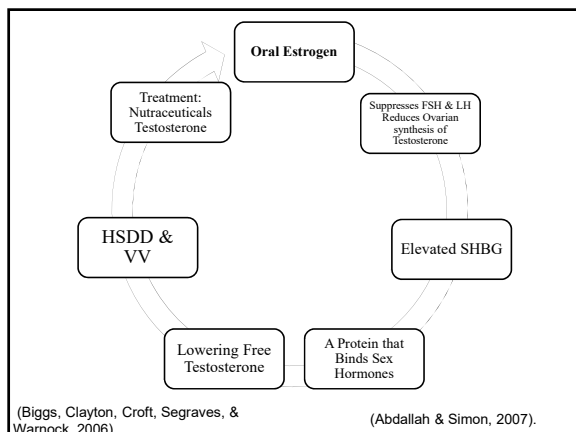 Oral Estrogen
Suppresses FSH & LH
Reduces Ovarian
synthesis of
Testosterone
Elevated SHBG
A Protein that
Binds Sex
Hormones
Lowering Free
Testosterone
HSDD &
VV
Treatment:
Nutraceuticals
Testosterone
(Biggs, Clayton, Croft, Segraves, &
Warnock, 2006)
(Abdallah & Simon, 2007).